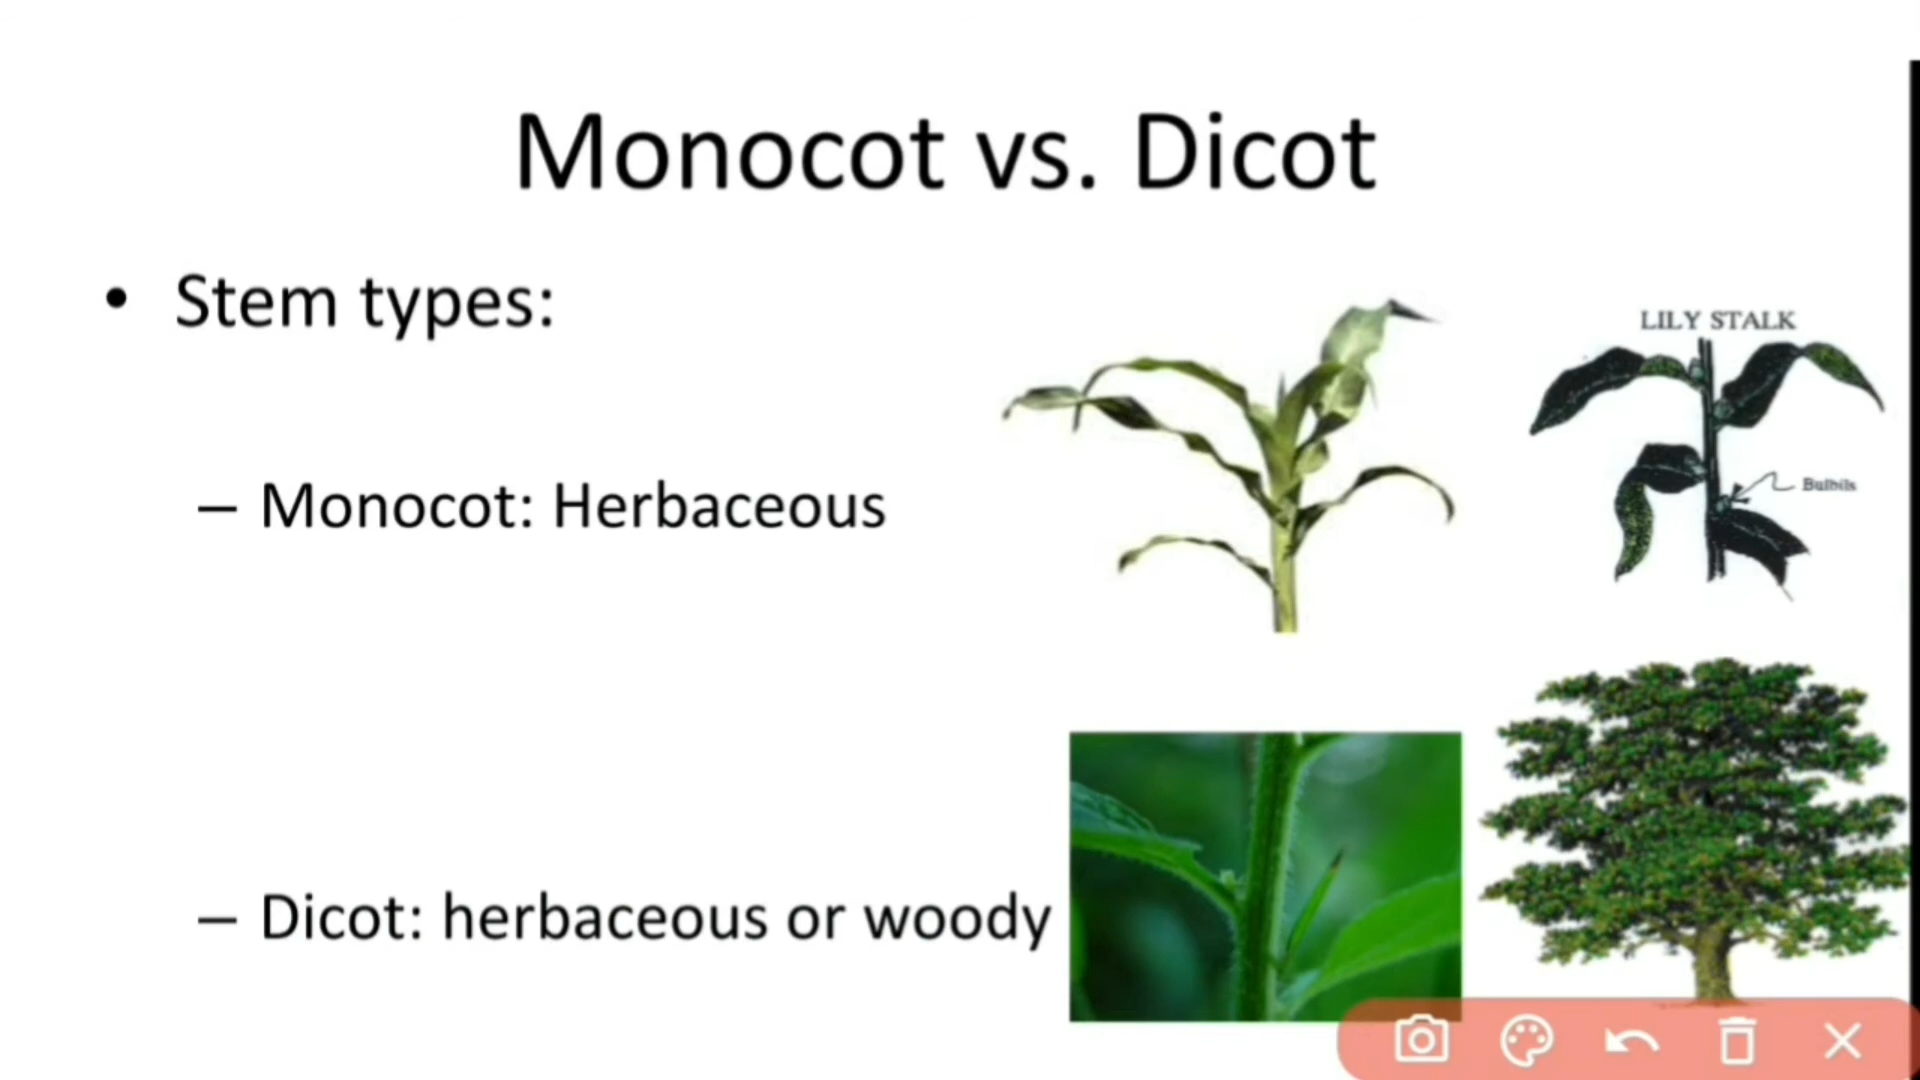 Monocot vs. Dicot
• Stem types:
LILY STALK
– Monocot: Herbaceous
Bulbils
– Dicot: herbaceous or woody